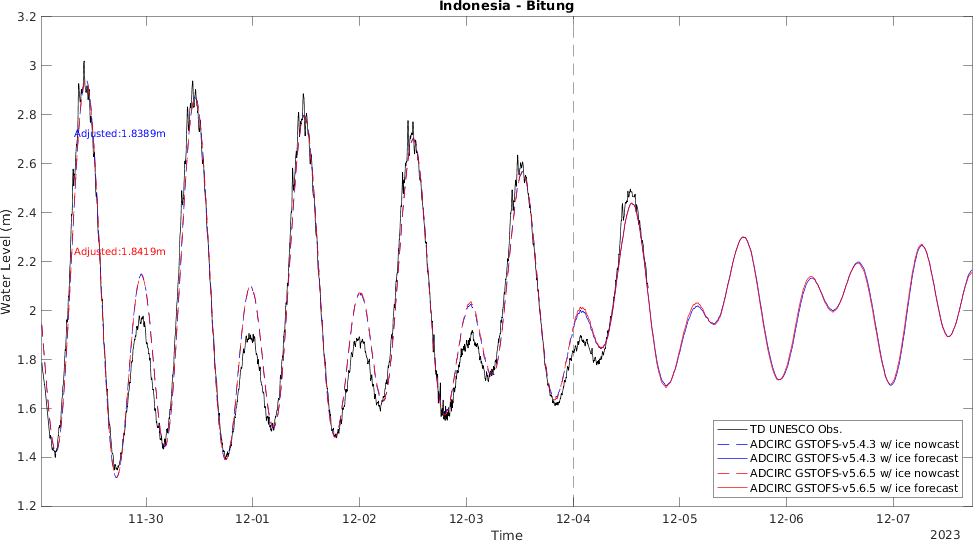 Indonesia - Bitung
3.2
3
2.8
2.6
2.4
2.2
2
1.8
1.6
1.4
1.2
Water Level (m)
Adjusted:1.8389m
Adjusted:1.8419m
TD UNESCO Obs.
ADCIRC GSTOFS-v5.4.3 w/ ice nowcast
ADCIRC GSTOFS-v5.4.3 w/ ice forecast
ADCIRC GSTOFS-v5.6.5 w/ ice nowcast
ADCIRC GSTOFS-v5.6.5 w/ ice forecast
11-30 12-01 12-02 12-03 12-04 12-05 12-06 12-07
Time
2023